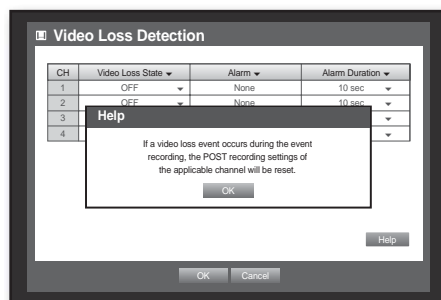 Video Loss Detection
CH Video Loss State Alarm Alarm Duration
1 OFF None 10 sec
2 OFF None 10 sec
3
4
Help
If a video loss event occurs during the event
recording, the POST recording settings of
the applicable channel will be reset.
OK
Help
OK Cancel